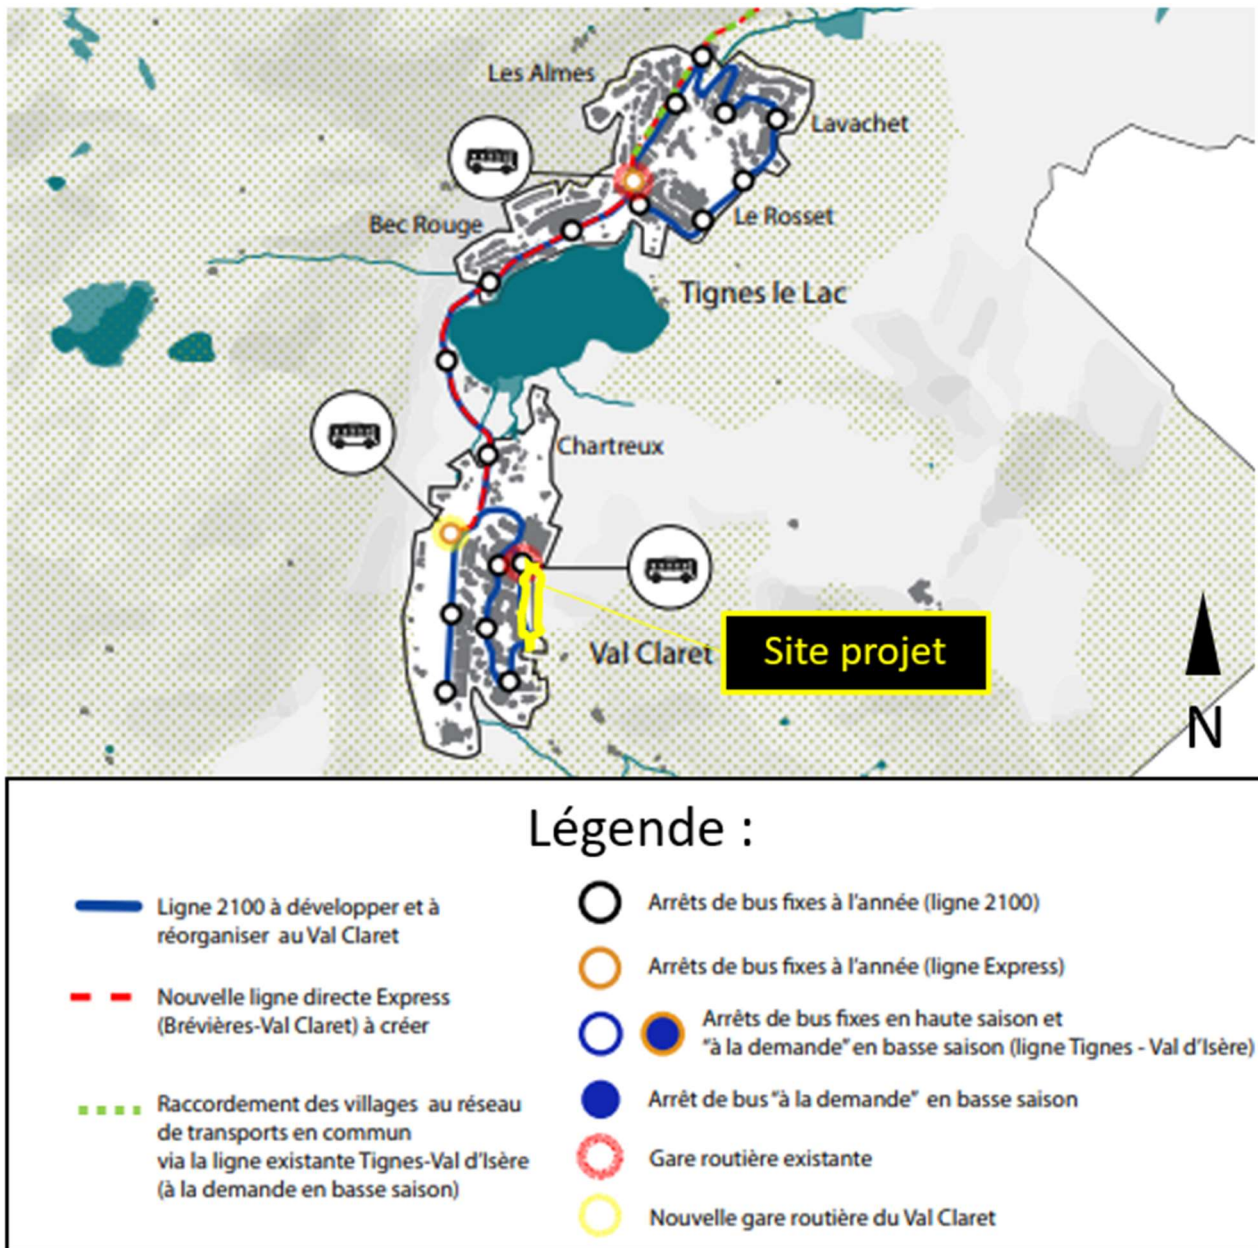 Les Almes
Lavachet
Bec Rouge
Le Rosset
Tignes le Lac
Chartreux
Val Claret
Site projet
N
Légende :
Ligne 2100 à développer et à
réorganiser au Val Claret
Nouvelle ligne directe Express
(Brévières-Val Claret) à créer
Raccordement des villages au réseau
de transports en commun
via la ligne existante Tignes-Val d'Isère
(à la demande en basse saison)
Arrêts de bus fixes à l'année (ligne 2100)
Arrêts de bus fixes à l'année (ligne Express)
Arrêts de bus fixes en haute saison et
"à la demande" en basse saison (ligne Tignes - Val d'Isère)
Arrêt de bus "à la demande" en basse saison
Gare routière existante
Nouvelle gare routière du Val Claret